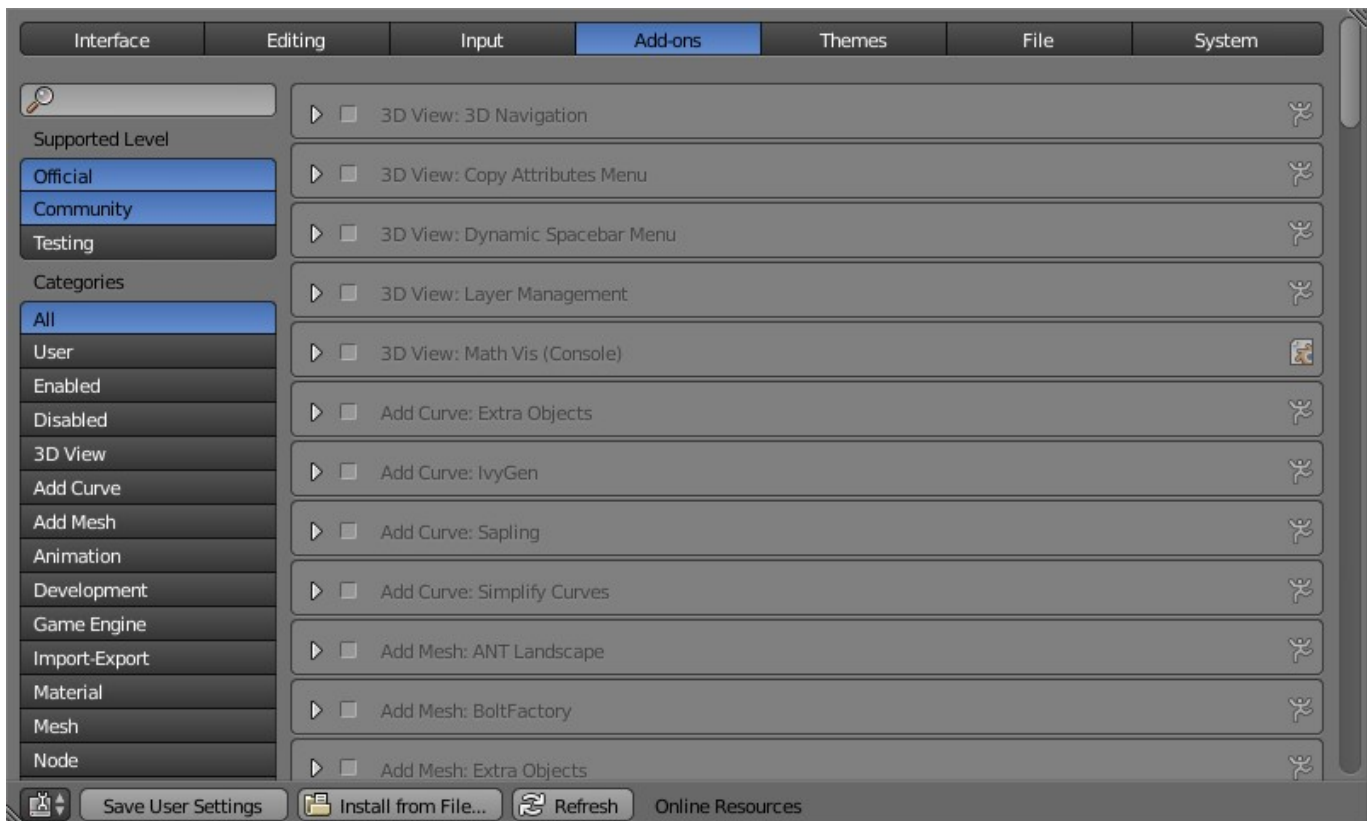 Interface Editing Input Add-ons Themes File System
Supported Level
Official
Community
Testing
Categories
All
User
Enabled
Disabled
3D View
Add Curve
Add Mesh
Animation
Development
Game Engine
Import-Export
Material
Mesh
Node
3D View: 3D Navigation
3D View: Copy Attributes Menu
3D View: Dynamic Spacebar Menu
3D View: Layer Management
3D View: Math Vis (Console)
Add Curve: Extra Objects
Add Curve: IvyGen
Add Curve: Sapling
Add Curve: Simplify Curves
Add Mesh: ANT Landscape
Add Mesh: BoltFactory
Add Mesh: Extra Objects
Save User Settings Install from File... Refresh Online Resources